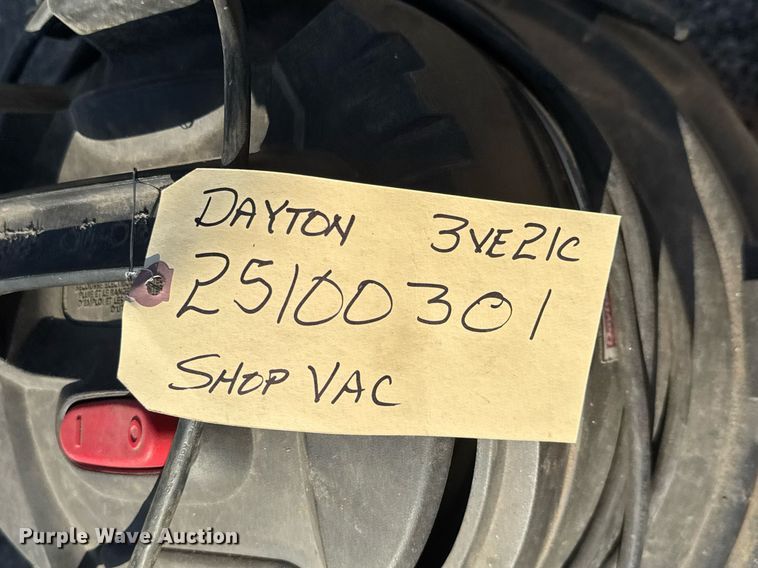 DAYTON 3VE21C
25100301
SHOP VAC
Purple Wave Auction